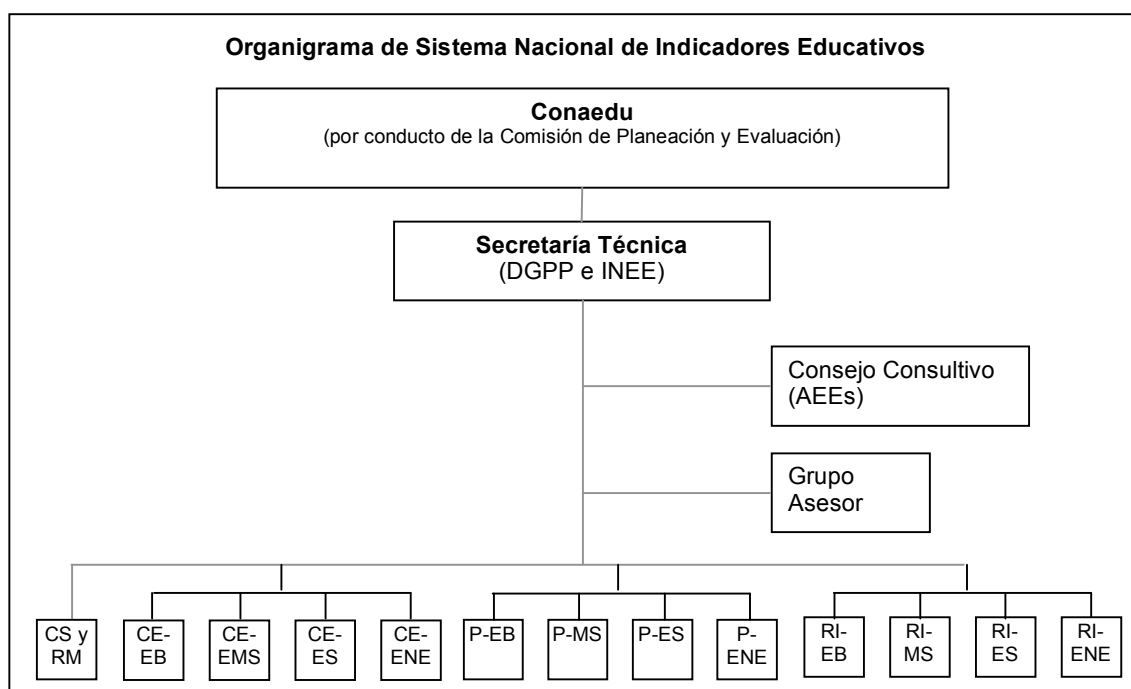 Organigrama de Sistema Nacional de Indicadores Educativos
Conaedu
(por conducto de la Comisión de Planeación y Evaluación)
Secretaría Técnica
(DGPP e INEE)
Consejo Consultivo
(AEEs)
Grupo
Asesor
CS y
RM
CE-
EB
CE-
EMS
CE-
ES
CE-
ENE
P-EB
P-MS
P-ES
P-
ENE
RI-
EB
RI-
MS
RI-
ES
RI-
ENE